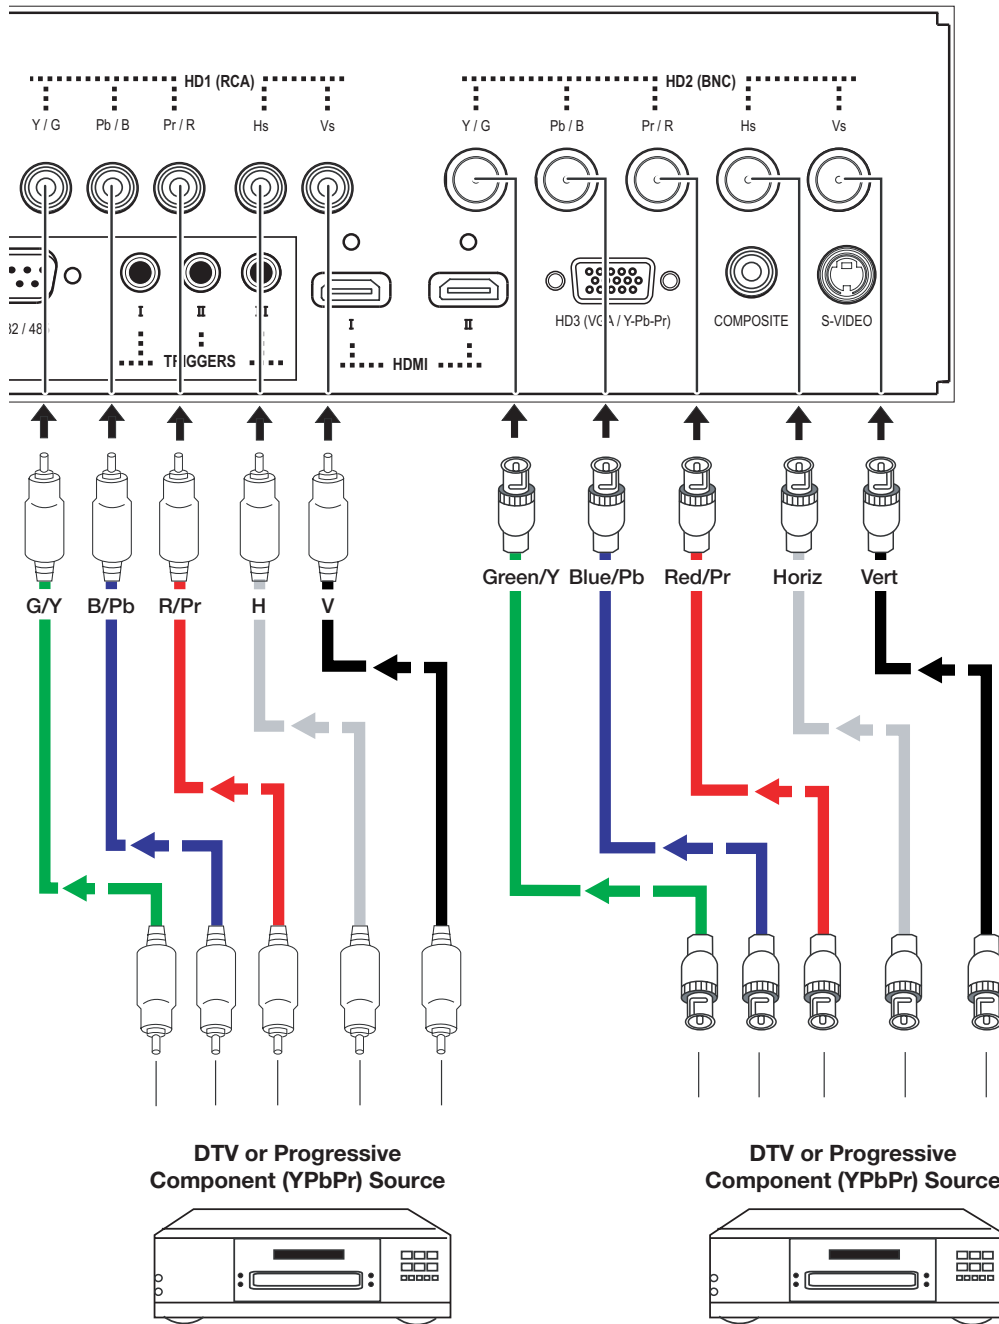 HD1 (RCA)
HD2 (BNC)
Y / G
Pb / B
Pr / R
Hs
Vs
Y / G
Pb / B
Pr / R
Hs
Vs
I
II
TRIGGERS
I
II
HDMI
HD3 (VGA / Y-Pb-Pr)
COMPOSITE
S-VIDEO
G/Y
B/Pb
R/Pr
H
V
Green/Y
Blue/Pb
Red/Pr
Horiz
Vert
DTV or Progressive
Component (YPbPr) Source
DTV or Progressive
Component (YPbPr) Source